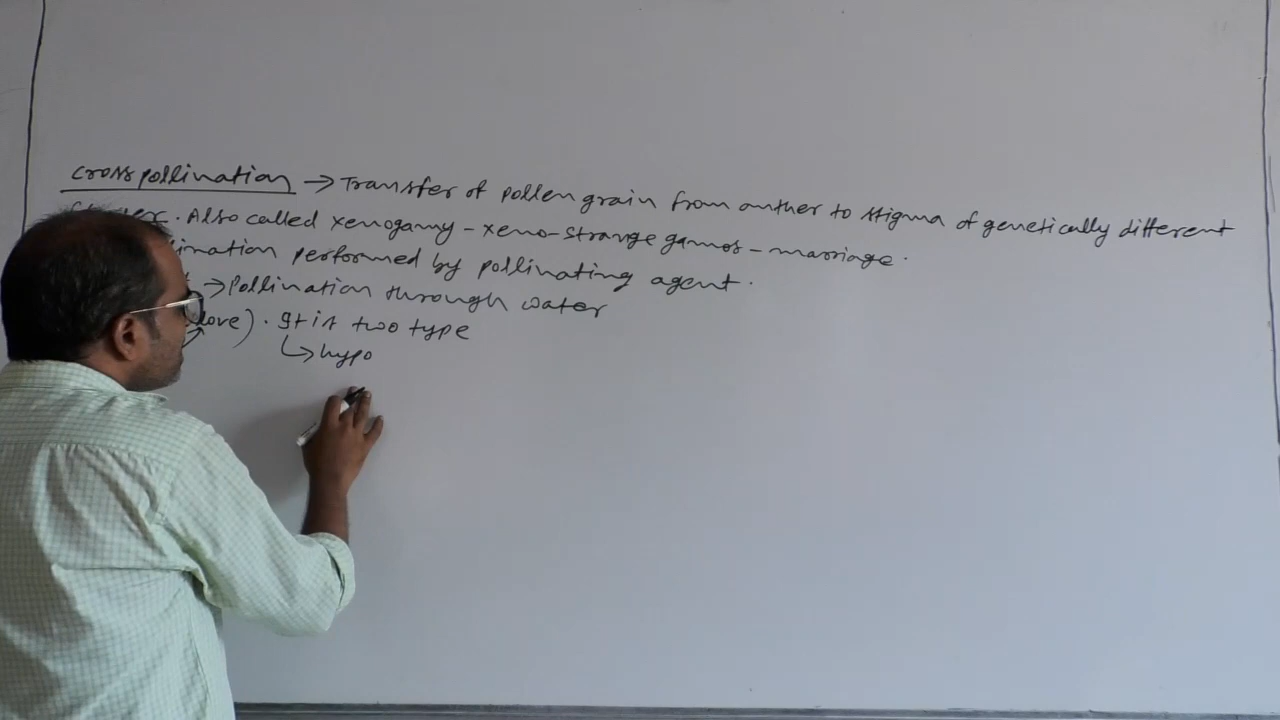 Cross pollination → Transfer of pollen grain from anther to stigma of genetically different
. Also called xenogamy - xeno - strange gamos - marriage.
performed by pollinating agent.
→ Pollination through water
love). It is two type
↳ hypo